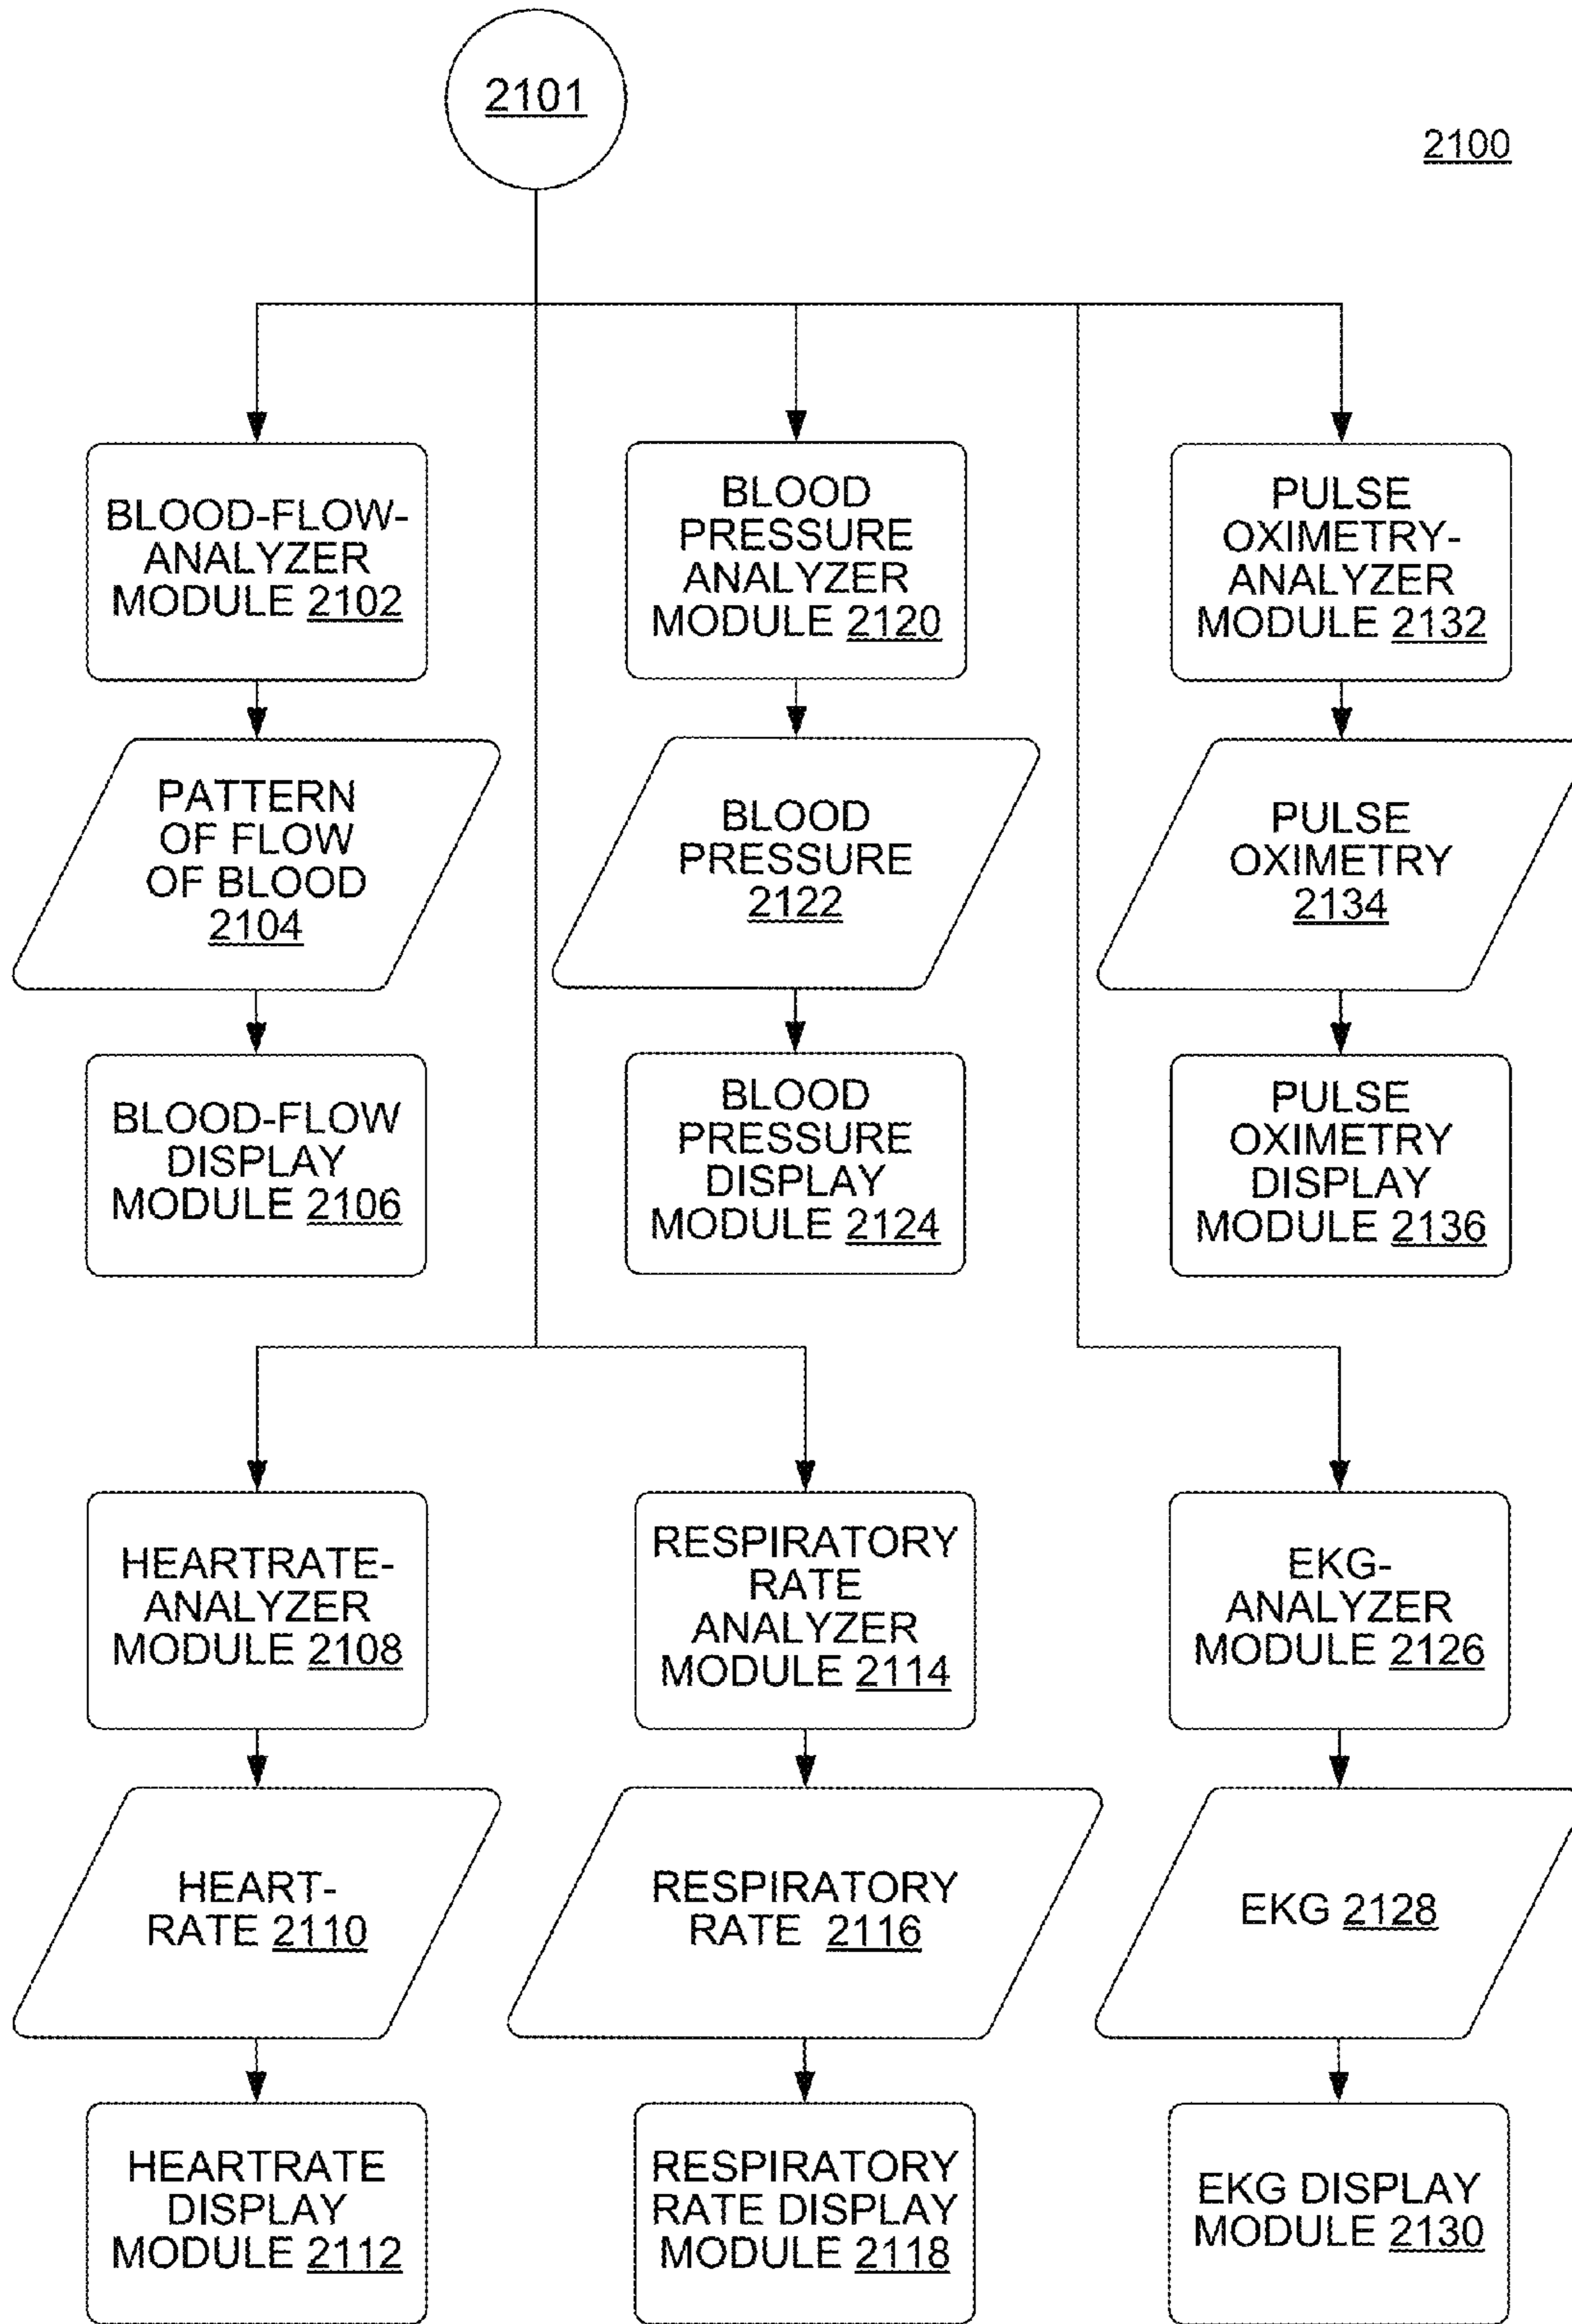 2101
2100
BLOOD-FLOW-
ANALYZER
MODULE 2102
BLOOD
PRESSURE
ANALYZER
MODULE 2120
PULSE
OXIMETRY-
ANALYZER
MODULE 2132
PATTERN
OF FLOW
OF BLOOD
2104
BLOOD
PRESSURE
2122
PULSE
OXIMETRY
2134
BLOOD-FLOW
DISPLAY
MODULE 2106
BLOOD
PRESSURE
DISPLAY
MODULE 2124
PULSE
OXIMETRY
DISPLAY
MODULE 2136
HEARTRATE-
ANALYZER
MODULE 2108
RESPIRATORY
RATE
ANALYZER
MODULE 2114
EKG-
ANALYZER
MODULE 2126
HEART-
RATE 2110
RESPIRATORY
RATE 2116
EKG 2128
HEARTRATE
DISPLAY
MODULE 2112
RESPIRATORY
RATE DISPLAY
MODULE 2118
EKG DISPLAY
MODULE 2130